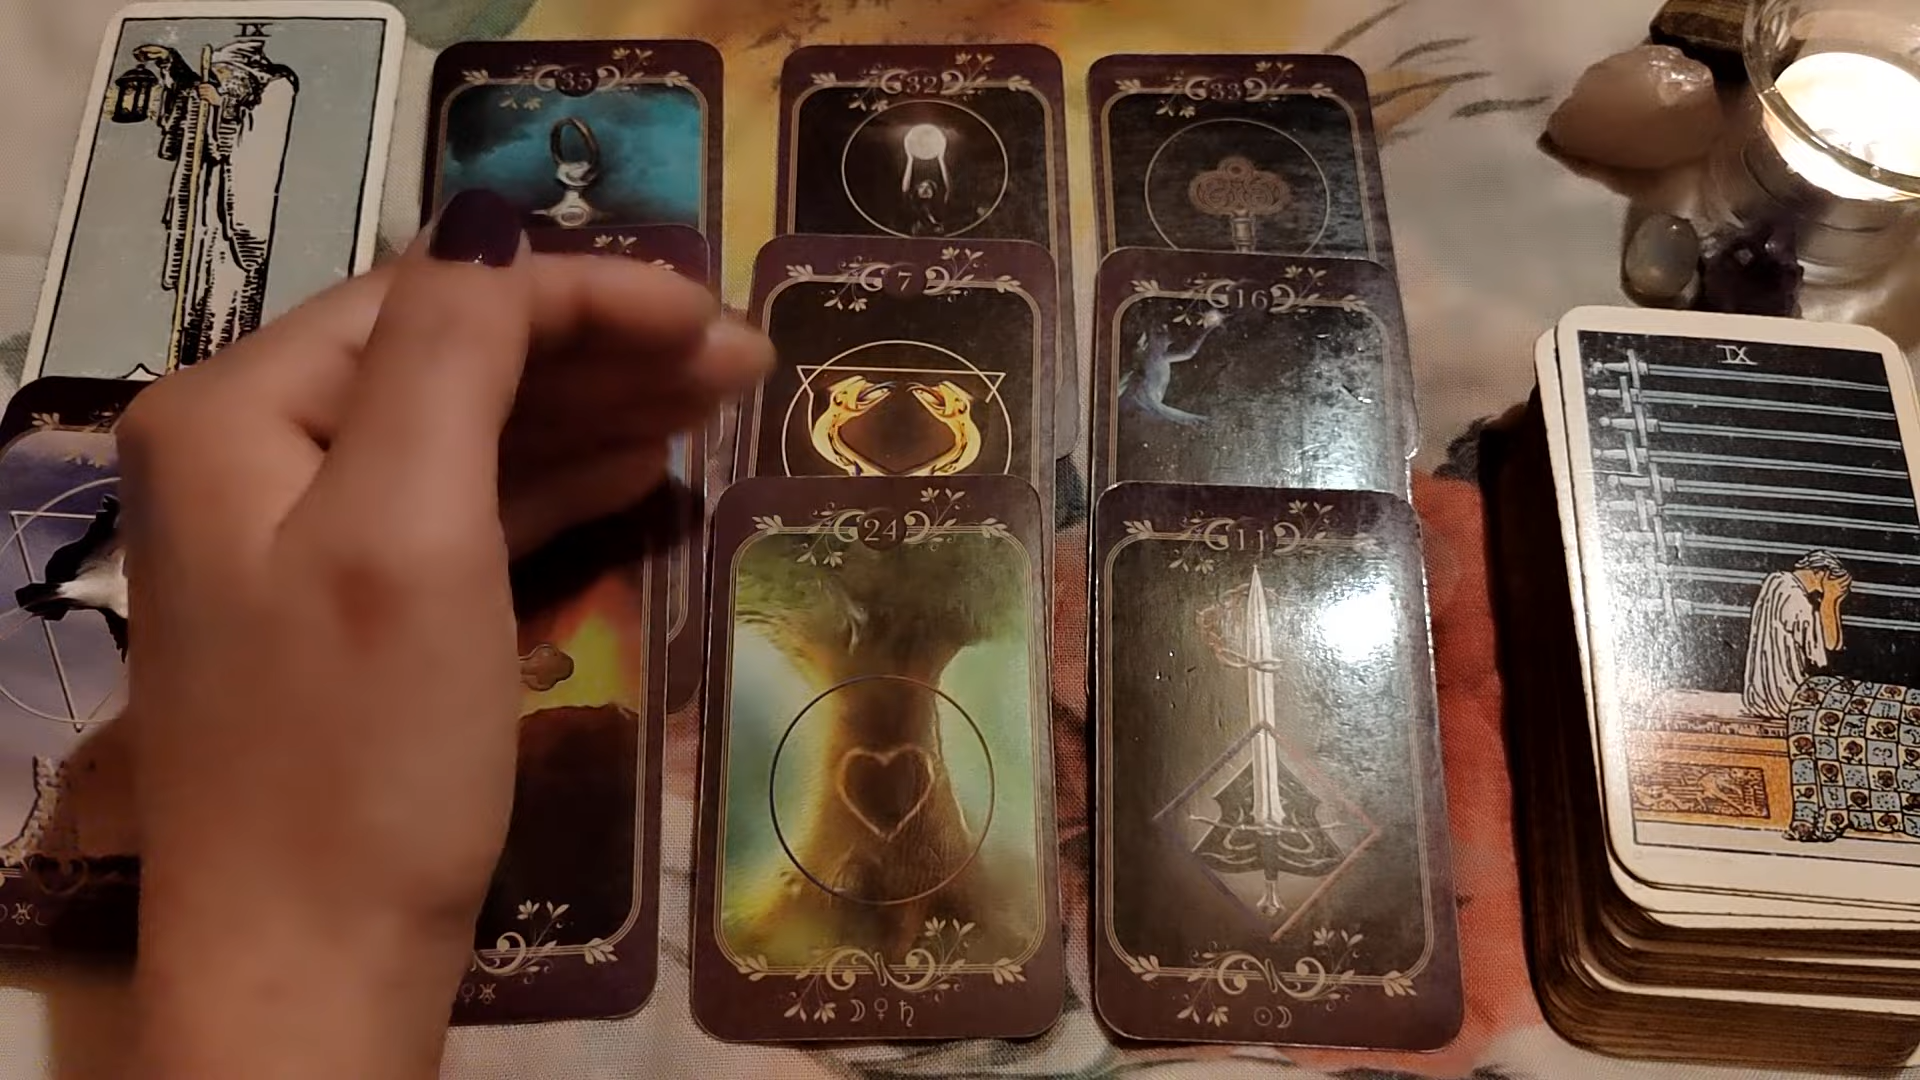 IX
35
32
33
7
16
24
11
IX
☽ ♀ ♄
☉ ☽